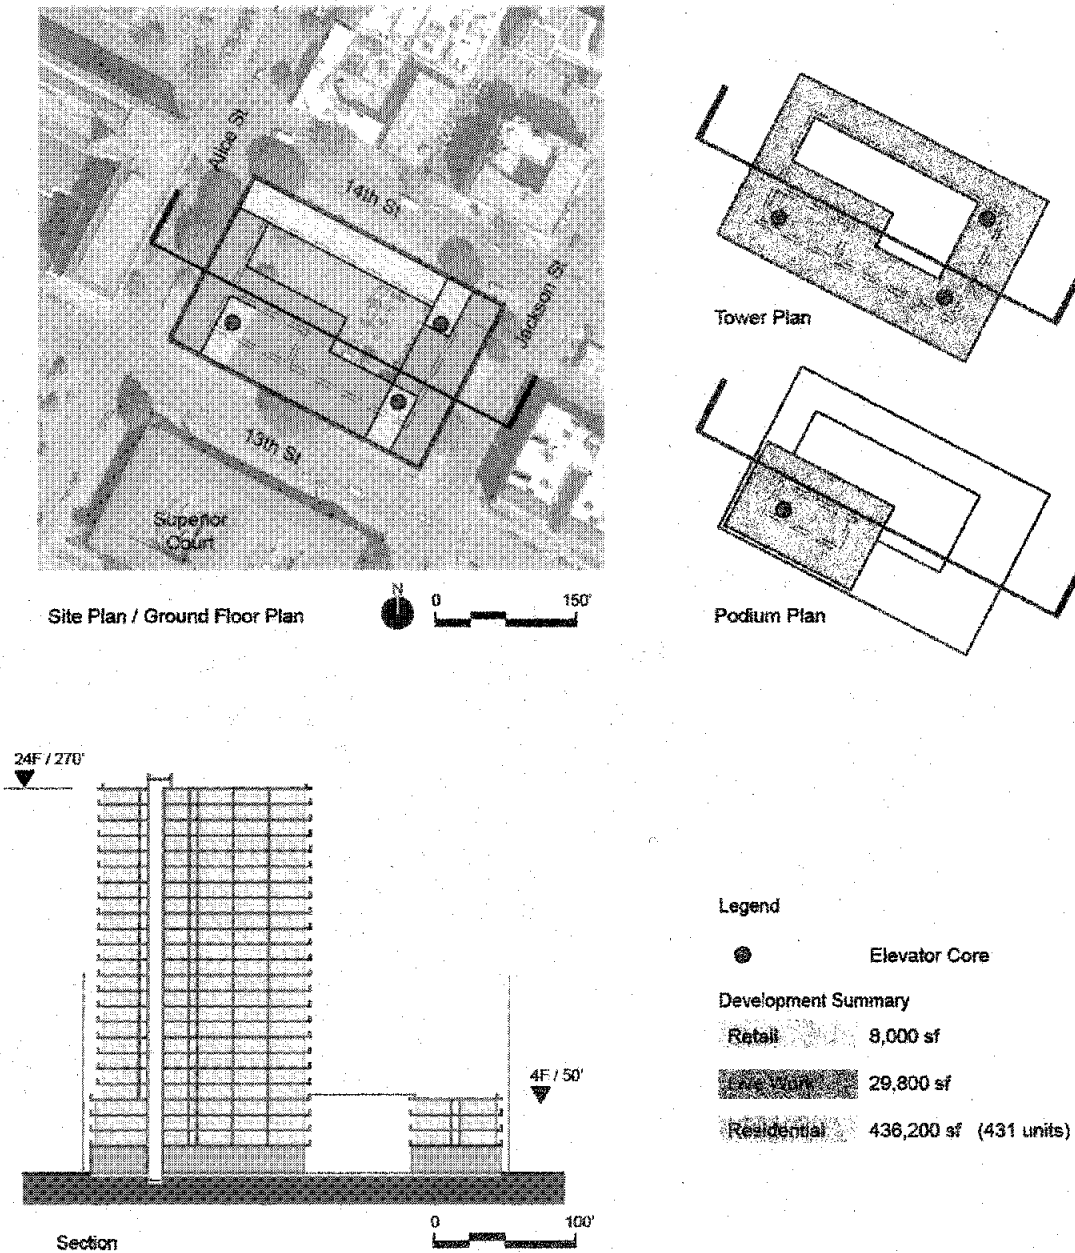 Alice St
14th St
Jackson St
13th St
Superior
Court
Tower Plan
Site Plan / Ground Floor Plan
N
0 150'
Podium Plan
24F / 270'
4F / 50'
0 100'
Section
Legend
Elevator Core
Development Summary
Retail 8,000 sf
Live Work 29,800 sf
Residential 436,200 sf (431 units)